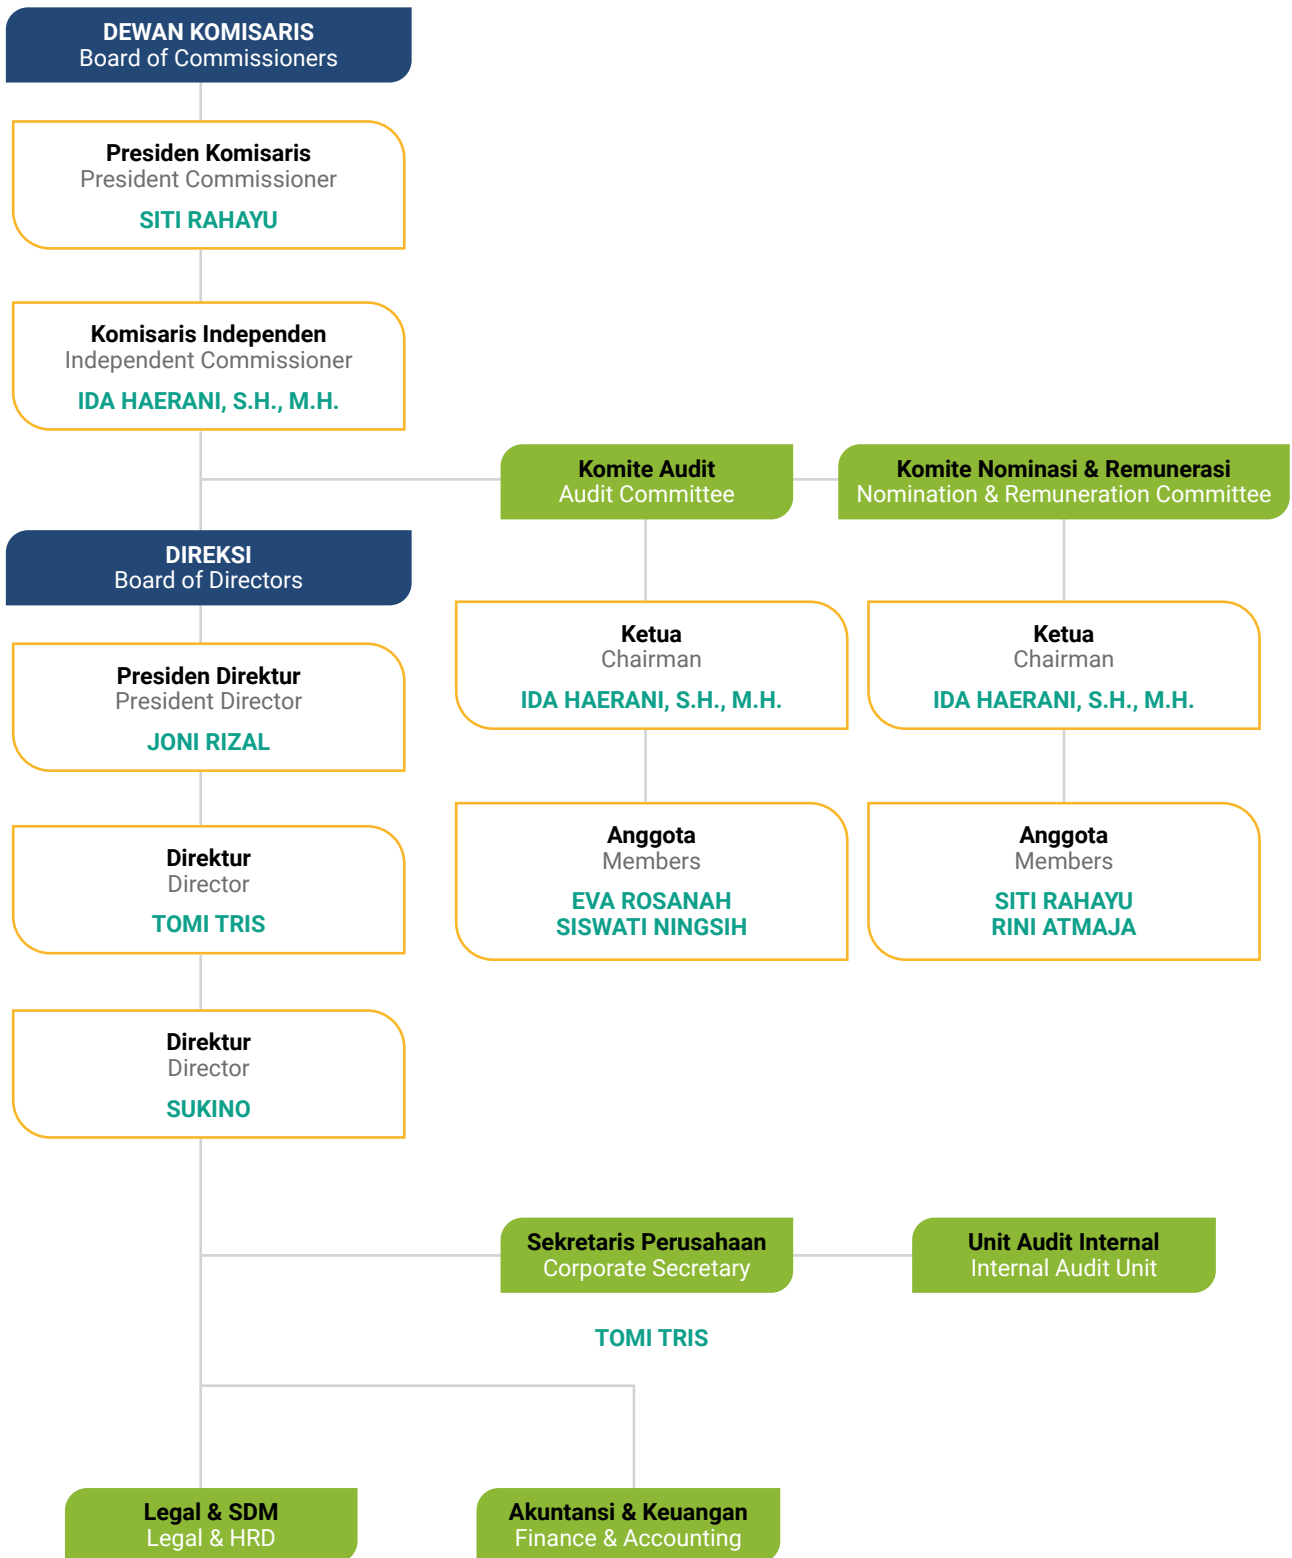 DEWAN KOMISARIS
Board of Commissioners
Presiden Komisaris
President Commissioner
SITI RAHAYU
Komisaris Independen
Independent Commissioner
IDA HAERANI, S.H., M.H.
Komite Audit
Audit Committee
Komite Nominasi & Remunerasi
Nomination & Remuneration Committee
Ketua
Chairman
IDA HAERANI, S.H., M.H.
Anggota
Members
EVA ROSANAH
SISWATI NINGSIH
Ketua
Chairman
IDA HAERANI, S.H., M.H.
Anggota
Members
SITI RAHAYU
RINI ATMAJA
DIREKSI
Board of Directors
Presiden Direktur
President Director
JONI RIZAL
Direktur
Director
TOMI TRIS
Direktur
Director
SUKINO
Sekretaris Perusahaan
Corporate Secretary
TOMI TRIS
Unit Audit Internal
Internal Audit Unit
Legal & SDM
Legal & HRD
Akuntansi & Keuangan
Finance & Accounting